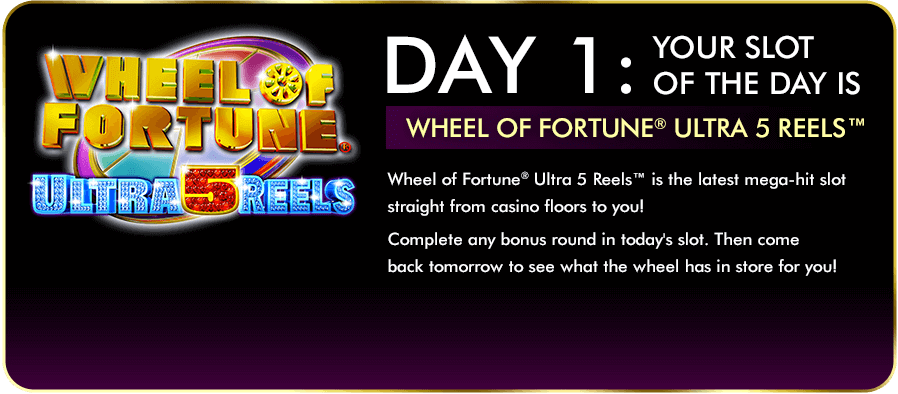 WHEEL OF
FORTUNE®
ULTRA 5 REELS
DAY 1:
YOUR SLOT
OF THE DAY IS
WHEEL OF FORTUNE® ULTRA 5 REELS™
Wheel of Fortune® Ultra 5 Reels™ is the latest mega-hit slot
straight from casino floors to you!
Complete any bonus round in today's slot. Then come
back tomorrow to see what the wheel has in store for you!